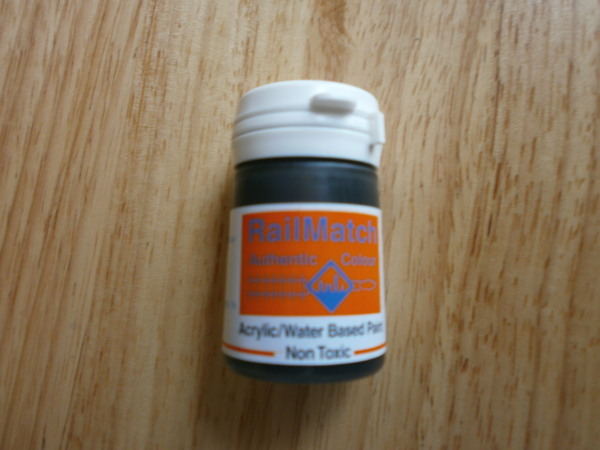 RailMatch
Authentic Colour
Acrylic/Water Based Paint
Non Toxic